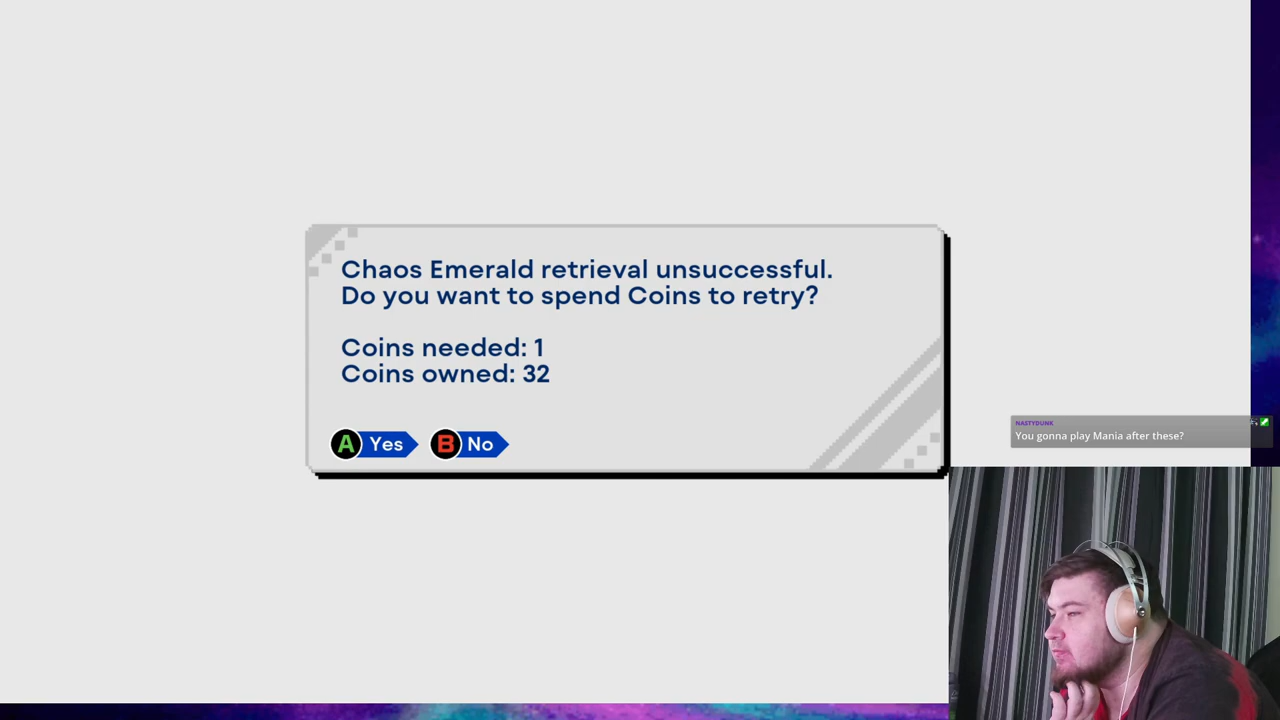 Chaos Emerald retrieval unsuccessful.
Do you want to spend Coins to retry?
Coins needed: 1
Coins owned: 32
A Yes B No
NASTYDUNK
You gonna play Mania after these?